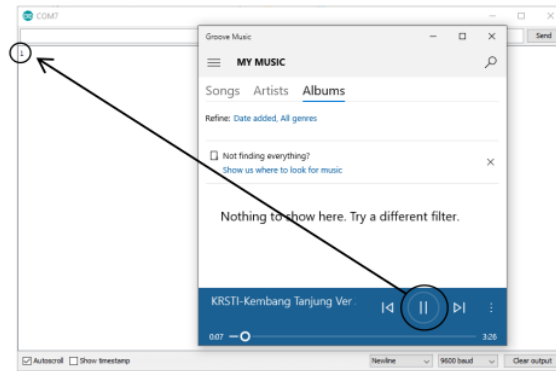 COM7
Send
1
Groove Music
MY MUSIC
Songs Artists Albums
Refine: Date added, All genres
Not finding everything?
Show us where to look for music
Nothing to show here. Try a different filter.
KRSTI-Kembang Tanjung Ver.
0:07
3:26
Autoscroll Show timestamp
Newline
9600 baud
Clear output